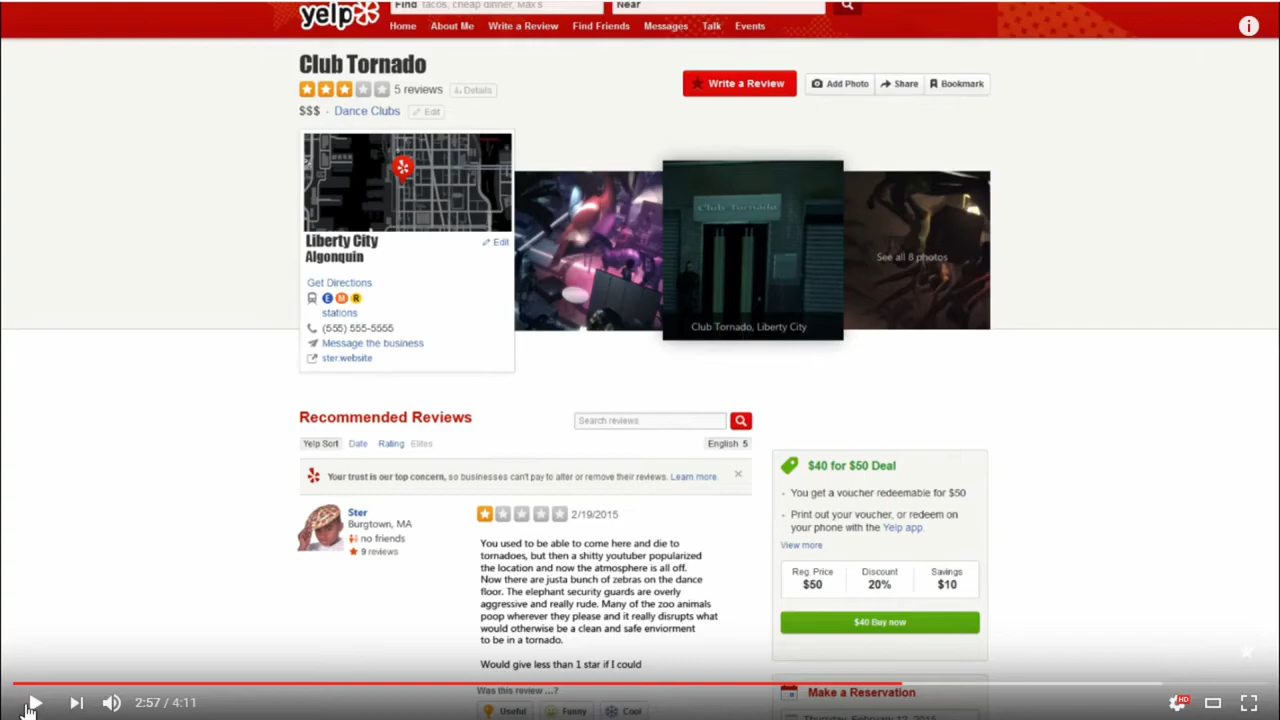 yelp
Find tacos, cheap dinner, Max's
Near
Home About Me Write a Review Find Friends Messages Talk Events
Club Tornado
5 reviews Details
$$$ · Dance Clubs Edit
Write a Review Add Photo Share Bookmark
Liberty City
Algonquin
Edit
Get Directions
E M R
stations
(555) 555-5555
Message the business
ster.website
Club Tornado
Club Tornado, Liberty City
See all 8 photos
Recommended Reviews
Search reviews
Yelp Sort Date Rating Elites
English 5
Your trust is our top concern, so businesses can't pay to alter or remove their reviews. Learn more.
Ster
Burgtown, MA
no friends
9 reviews
2/19/2015
You used to be able to come here and die to
tornadoes, but then a shitty youtuber popularized
the location and now the atmosphere is all off.
Now there are justa bunch of zebras on the dance
floor. The elephant security guards are overly
aggressive and really rude. Many of the zoo animals
poop wherever they please and it really disrupts what
would otherwise be a clean and safe enviorment
to be in a tornado.
Would give less than 1 star if I could
Was this review ...?
Useful Funny Cool
$40 for $50 Deal
You get a voucher redeemable for $50
Print out your voucher, or redeem on
your phone with the Yelp app.
View more
Reg. Price Discount Savings
$50 20% $10
$40 Buy now
Make a Reservation
2:57 / 4:11
HD